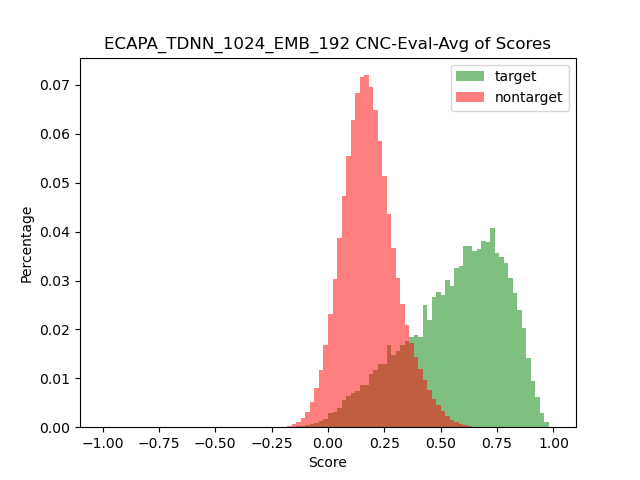 ECAPA_TDNN_1024_EMB_192 CNC-Eval-Avg of Scores
target
nontarget
Percentage
0.07
0.06
0.05
0.04
0.03
0.02
0.01
0.00
−1.00 −0.75 −0.50 −0.25 0.00 0.25 0.50 0.75 1.00
Score